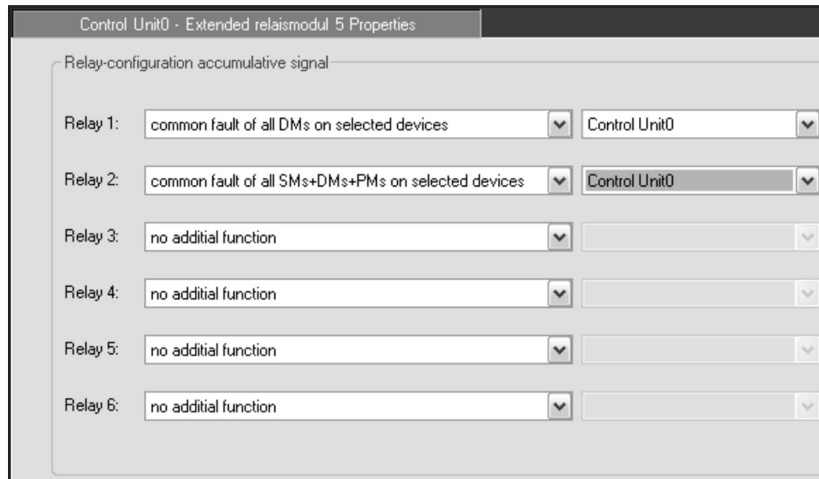 Control Unit0 - Extended relaismodul 5 Properties
Relay-configuration accumulative signal
Relay 1: common fault of all DMs on selected devices Control Unit0
Relay 2: common fault of all SMs+DMs+PMs on selected devices Control Unit0
Relay 3: no additial function
Relay 4: no additial function
Relay 5: no additial function
Relay 6: no additial function